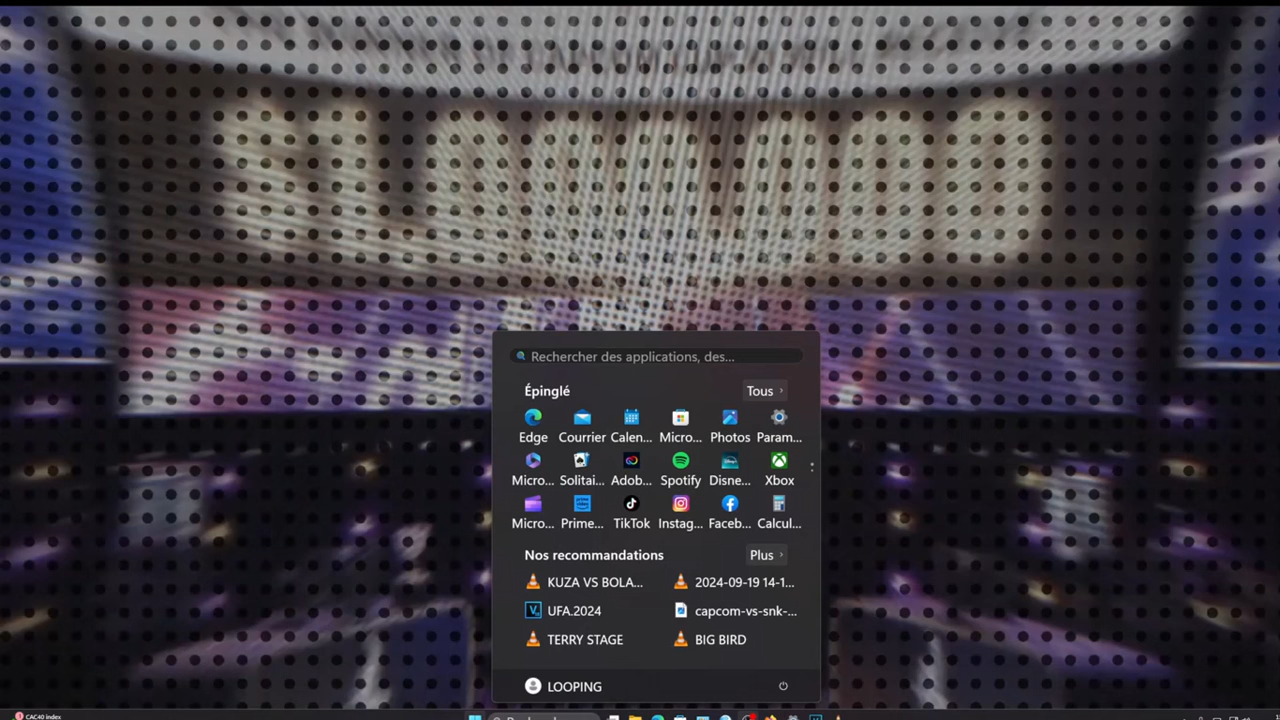 Rechercher des applications, des...
Épinglé
Tous
Edge Courrier Calen... Micro... Photos Param...
Micro... Solitai... Adob... Spotify Disne... Xbox
Micro... Prime... TikTok Instag... Faceb... Calcul...
Nos recommandations
Plus
KUZA VS BOLA... 2024-09-19 14-1...
UFA.2024 capcom-vs-snk-...
TERRY STAGE BIG BIRD
LOOPING
CAC40 index